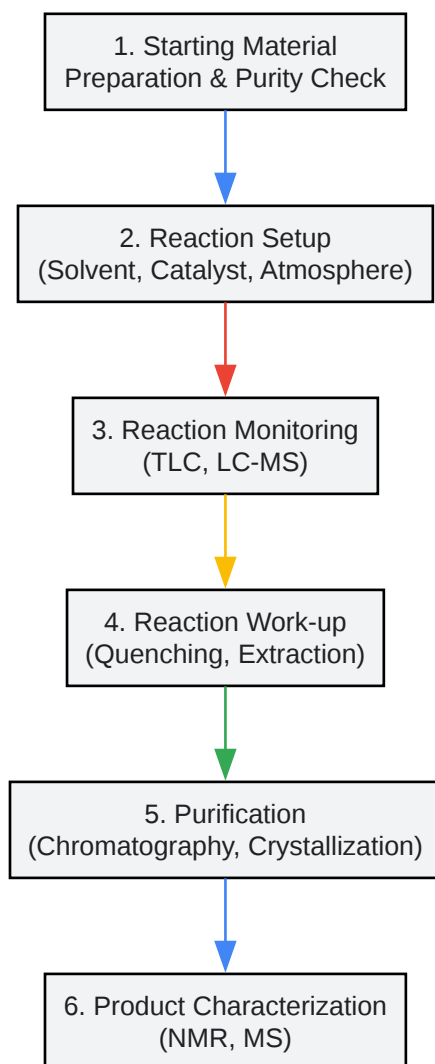 1. Starting Material
Preparation & Purity Check
2. Reaction Setup
(Solvent, Catalyst, Atmosphere)
3. Reaction Monitoring
(TLC, LC-MS)
4. Reaction Work-up
(Quenching, Extraction)
5. Purification
(Chromatography, Crystallization)
6. Product Characterization
(NMR, MS)